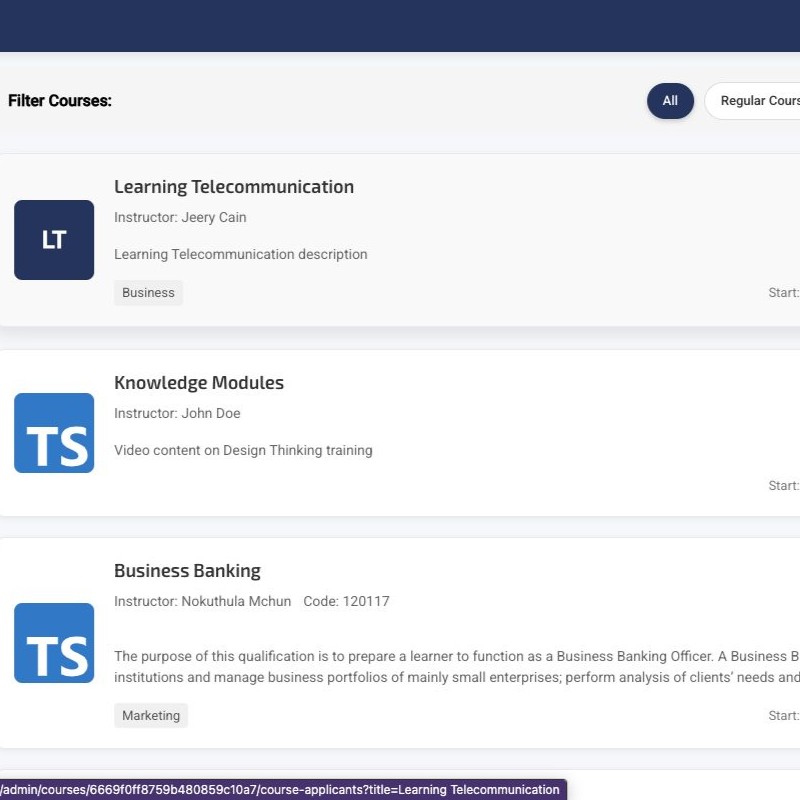 Filter Courses:
All
Regular Cours
Learning Telecommunication
LT
Instructor: Jeery Cain
Learning Telecommunication description
Business
Start:
Knowledge Modules
TS
Instructor: John Doe
Video content on Design Thinking training
Start:
Business Banking
TS
Instructor: Nokuthula Mchun Code: 120117
The purpose of this qualification is to prepare a learner to function as a Business Banking Officer. A Business B
institutions and manage business portfolios of mainly small enterprises; perform analysis of clients’ needs and
Marketing
Start:
/admin/courses/6669f0ff8759b480859c10a7/course-applicants?title=Learning Telecommunication